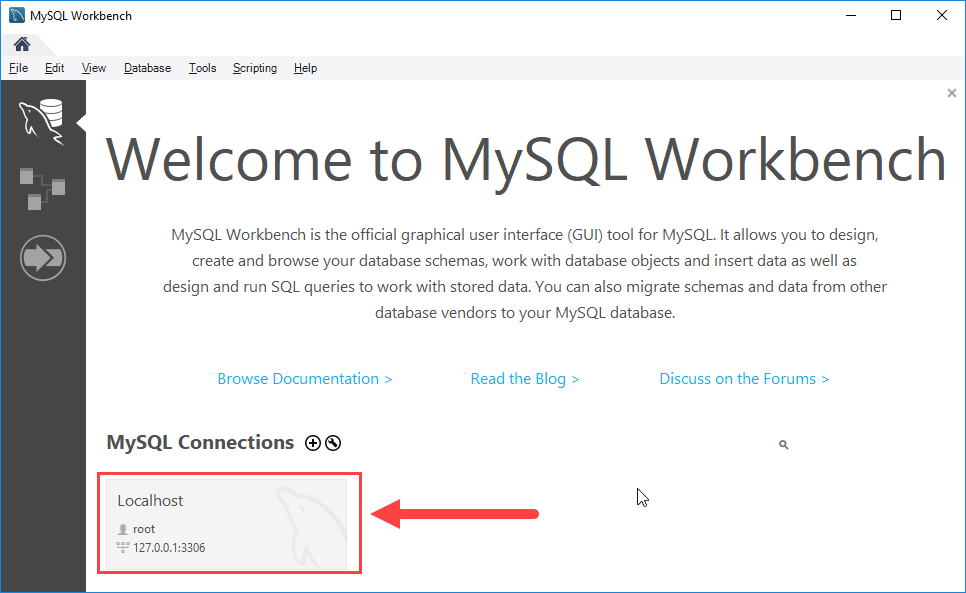 MySQL Workbench
File Edit View Database Tools Scripting Help
Welcome to MySQL Workbench
MySQL Workbench is the official graphical user interface (GUI) tool for MySQL. It allows you to design,
create and browse your database schemas, work with database objects and insert data as well as
design and run SQL queries to work with stored data. You can also migrate schemas and data from other
database vendors to your MySQL database.
Browse Documentation >
Read the Blog >
Discuss on the Forums >
MySQL Connections
Localhost
root
127.0.0.1:3306